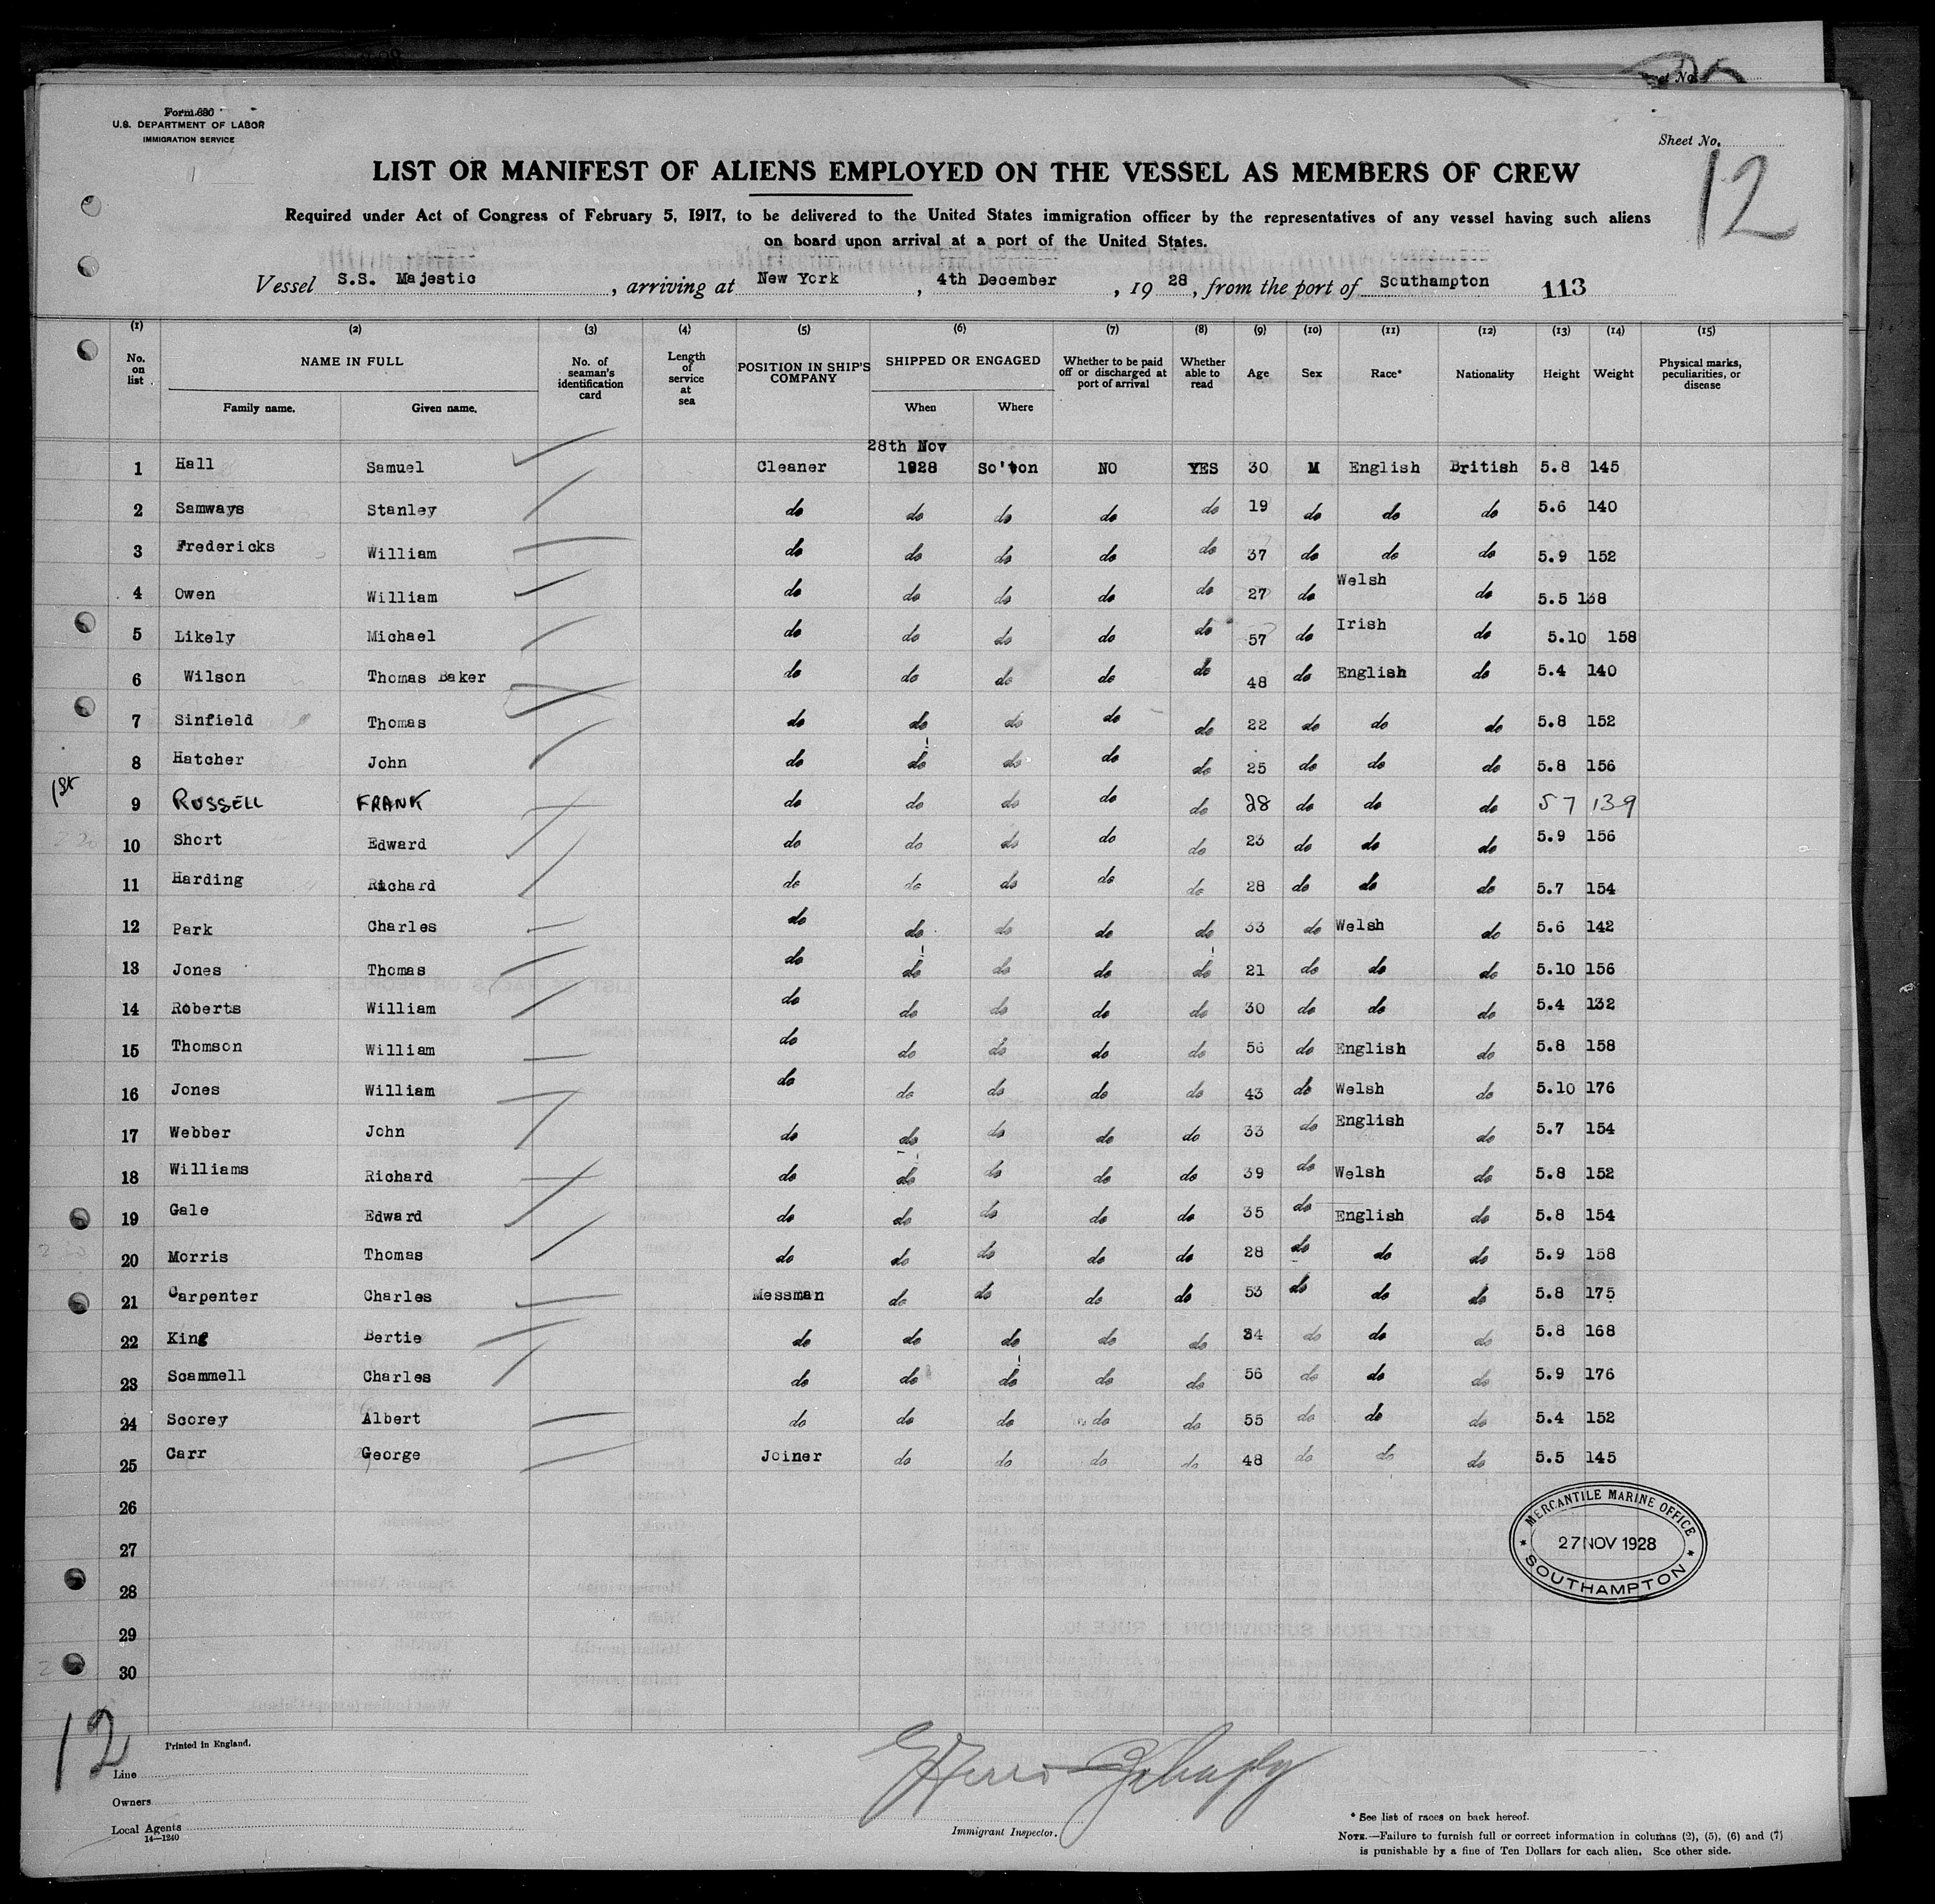 Form 680
U.S. DEPARTMENT OF LABOR
IMMIGRATION SERVICE
Sheet No.
12
LIST OR MANIFEST OF ALIENS EMPLOYED ON THE VESSEL AS MEMBERS OF CREW
Required under Act of Congress of February 5, 1917, to be delivered to the United States immigration officer by the representatives of any vessel having such aliens
on board upon arrival at a port of the United States.
Vessel S.S. Majestic, arriving at New York, 4th December, 19 28, from the port of Southampton 113
(1) (2) (3) (4) (5) (6) (7) (8) (9) (10) (11) (12) (13) (14) (15)
No. on list NAME IN FULL Family name. Given name. No. of seaman's identification card Length of service at sea POSITION IN SHIP'S COMPANY SHIPPED OR ENGAGED When Where Whether to be paid off or discharged at port of arrival Whether able to read Age Sex Race* Nationality Height Weight Physical marks, peculiarities, or disease
1 Hall Samuel Cleaner 28th Nov 1928 So'ton NO YES 30 M English British 5.8 145
2 Samways Stanley do do do do do 19 do do do 5.6 140
3 Fredericks William do do do do do 37 do do do 5.9 152
4 Owen William do do do do do 27 do Welsh do 5.5 138
5 Likely Michael do do do do do 57 do Irish do 5.10 158
6 Wilson Thomas Baker do do do do do 48 do English do 5.4 140
7 Sinfield Thomas do do do do do 22 do do do 5.8 152
8 Hatcher John do do do do do 25 do do do 5.8 156
1st 9 RUSSELL FRANK do do do do do 28 do do do 5 7 139
10 Short Edward do do do do do 23 do do do 5.9 156
11 Harding Richard do do do do do 28 do do do 5.7 154
12 Park Charles do do do do do 33 do Welsh do 5.6 142
13 Jones Thomas do do do do do 21 do do do 5.10 156
14 Roberts William do do do do do 30 do do do 5.4 132
15 Thomson William do do do do do 56 do English do 5.8 158
16 Jones William do do do do do 43 do Welsh do 5.10 176
17 Webber John do do do do do 33 do English do 5.7 154
18 Williams Richard do do do do do 39 do Welsh do 5.8 152
19 Gale Edward do do do do do 35 do English do 5.8 154
20 Morris Thomas do do do do do 28 do do do 5.9 158
21 Carpenter Charles Messman do do do do 53 do do do 5.8 175
22 King Bertie do do do do do 34 do do do 5.8 168
23 Scammell Charles do do do do do 56 do do do 5.9 176
24 Scorey Albert do do do do do 55 do do do 5.4 152
25 Carr George Joiner do do do do 48 do do do 5.5 145
26
27
28
29
30
MERCANTILE MARINE OFFICE
27 NOV 1928
SOUTHAMPTON
12
Printed in England.
Line
Owners
Local Agents
14—1240
Immigrant Inspector.
* See list of races on back hereof.
NOTE.—Failure to furnish full or correct information in columns (2), (5), (6) and (7)
is punishable by a fine of Ten Dollars for each alien. See other side.